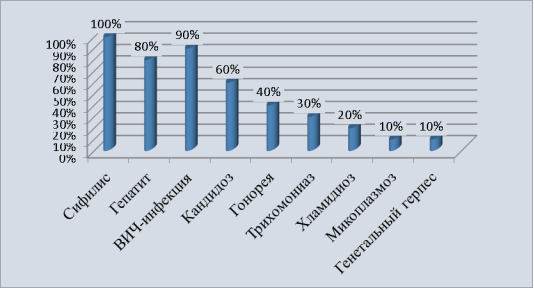 100%
90%
80%
60%
40%
30%
20%
10%
10%
100%
90%
80%
70%
60%
50%
40%
30%
20%
10%
0%
Сифилис
Гепатит
ВИЧ-инфекция
Кандидоз
Гонорея
Трихомониаз
Хламидиоз
Микоплазмоз
Генетальный герпес